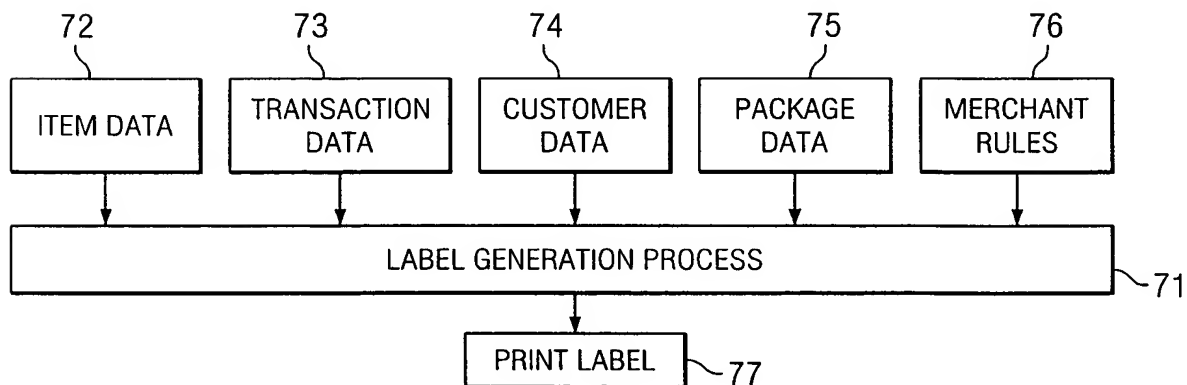 72
73
74
75
76
ITEM DATA
TRANSACTION
DATA
CUSTOMER
DATA
PACKAGE
DATA
MERCHANT
RULES
LABEL GENERATION PROCESS
71
PRINT LABEL
77